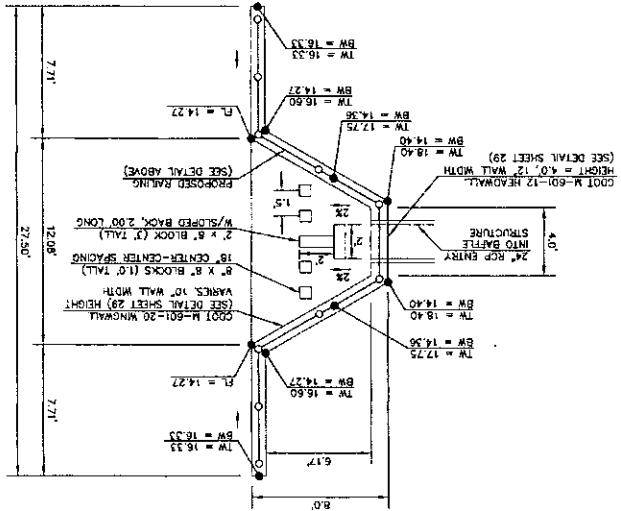 8.0'
6.17'
TW = 16.33
BW = 16.33
7.71'
TW = 16.60
BW = 14.27
FL = 14.27
TW = 17.75
BW = 14.36
TW = 18.40
BW = 14.40
CDOT M-601-20 WINGWALL
(SEE DETAIL SHEET 29) HEIGHT
VARIES, 10" WALL WIDTH
8" x 8" BLOCKS (1.0' TALL)
18" CENTER-CENTER SPACING
2' x 8" BLOCK (3' TALL)
W/SLOPED BACK, 2.00' LONG
2%
2'
2'
2%
1.5'
4.0'
24" RCP ENTRY
INTO BAFFLE
STRUCTURE
12.08'
27.50'
PROPOSED RAILING
(SEE DETAIL ABOVE)
CDOT M-601-12 HEADWALL
HEIGHT = 4.0', 12" WALL WIDTH
(SEE DETAIL SHEET 29)
TW = 18.40
BW = 14.40
TW = 17.75
BW = 14.36
FL = 14.27
TW = 16.60
BW = 14.27
7.71'
TW = 16.33
BW = 16.33